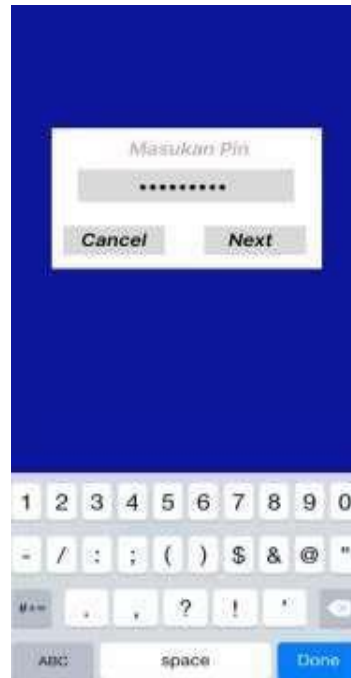 Masukan Pin
•••••••••
Cancel Next
1 2 3 4 5 6 7 8 9 0
- / : ; ( ) $ & @ "
#+= . , ? ! '
ABC space Done